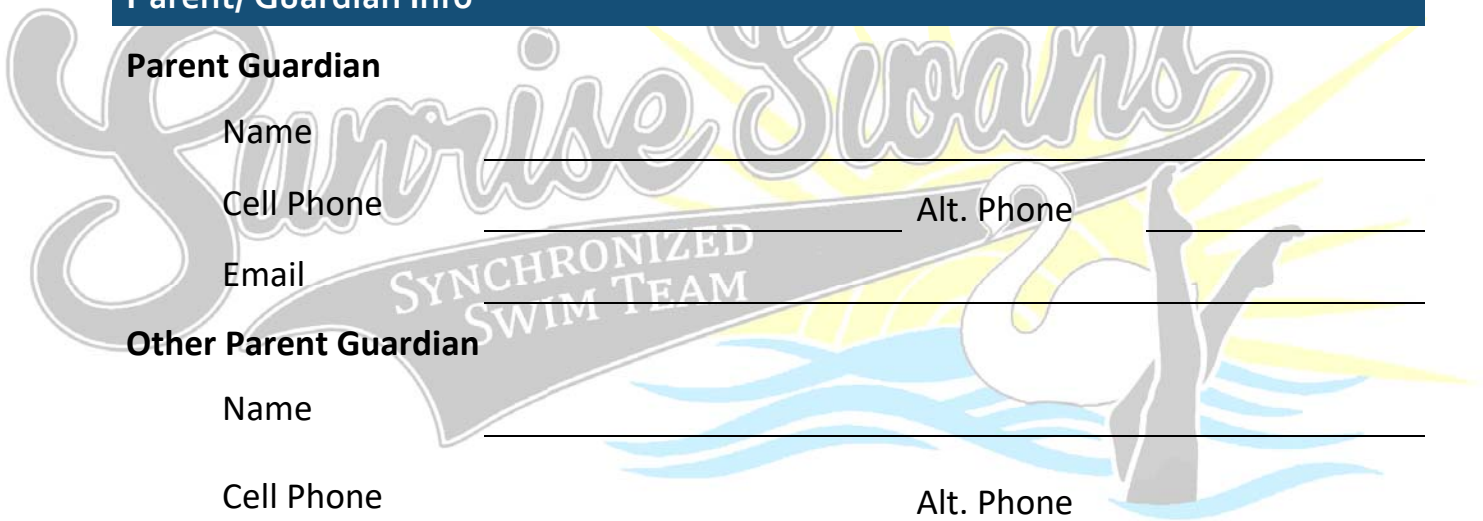 Parent/ Guardian Info
Parent Guardian
Name
Cell Phone Alt. Phone
Email
Other Parent Guardian
Name
Cell Phone Alt. Phone
Sunrise Swans
SYNCHRONIZED
SWIM TEAM